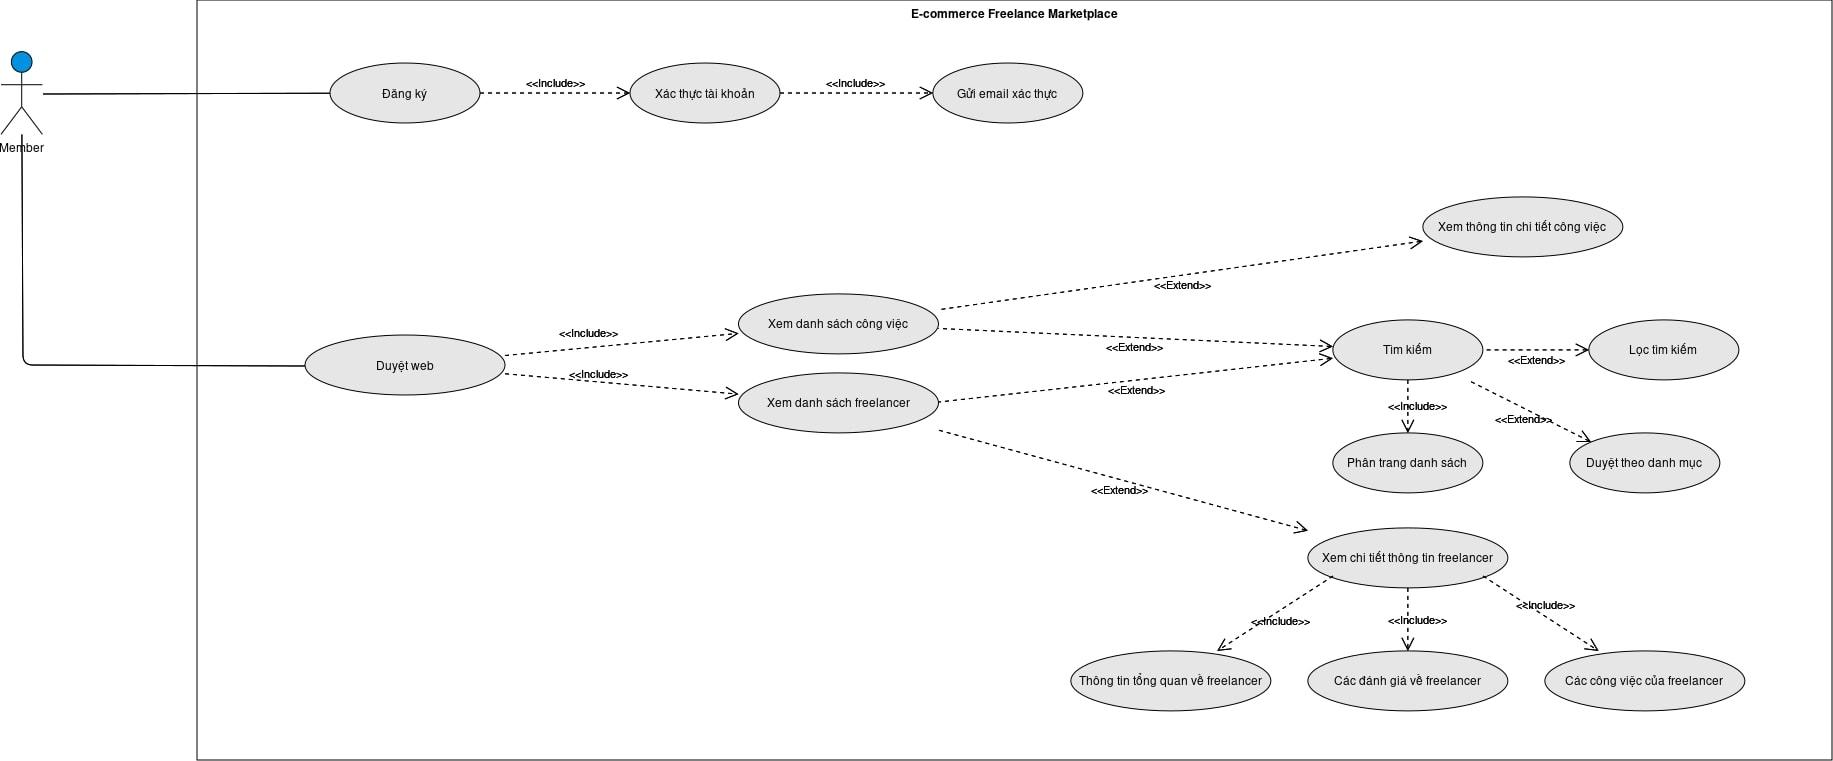 E-commerce Freelance Marketplace
Member
Đăng ký
<<Include>>
Xác thực tài khoản
<<Include>>
Gửi email xác thực
Xem thông tin chi tiết công việc
<<Extend>>
Xem danh sách công việc
<<Include>>
<<Extend>>
Tìm kiếm
<<Extend>>
Lọc tìm kiếm
Duyệt web
<<Include>>
Xem danh sách freelancer
<<Extend>>
<<Include>>
<<Extend>>
Phân trang danh sách
Duyệt theo danh mục
<<Extend>>
Xem chi tiết thông tin freelancer
<<Include>>
<<Include>>
<<Include>>
Thông tin tổng quan về freelancer
Các đánh giá về freelancer
Các công việc của freelancer